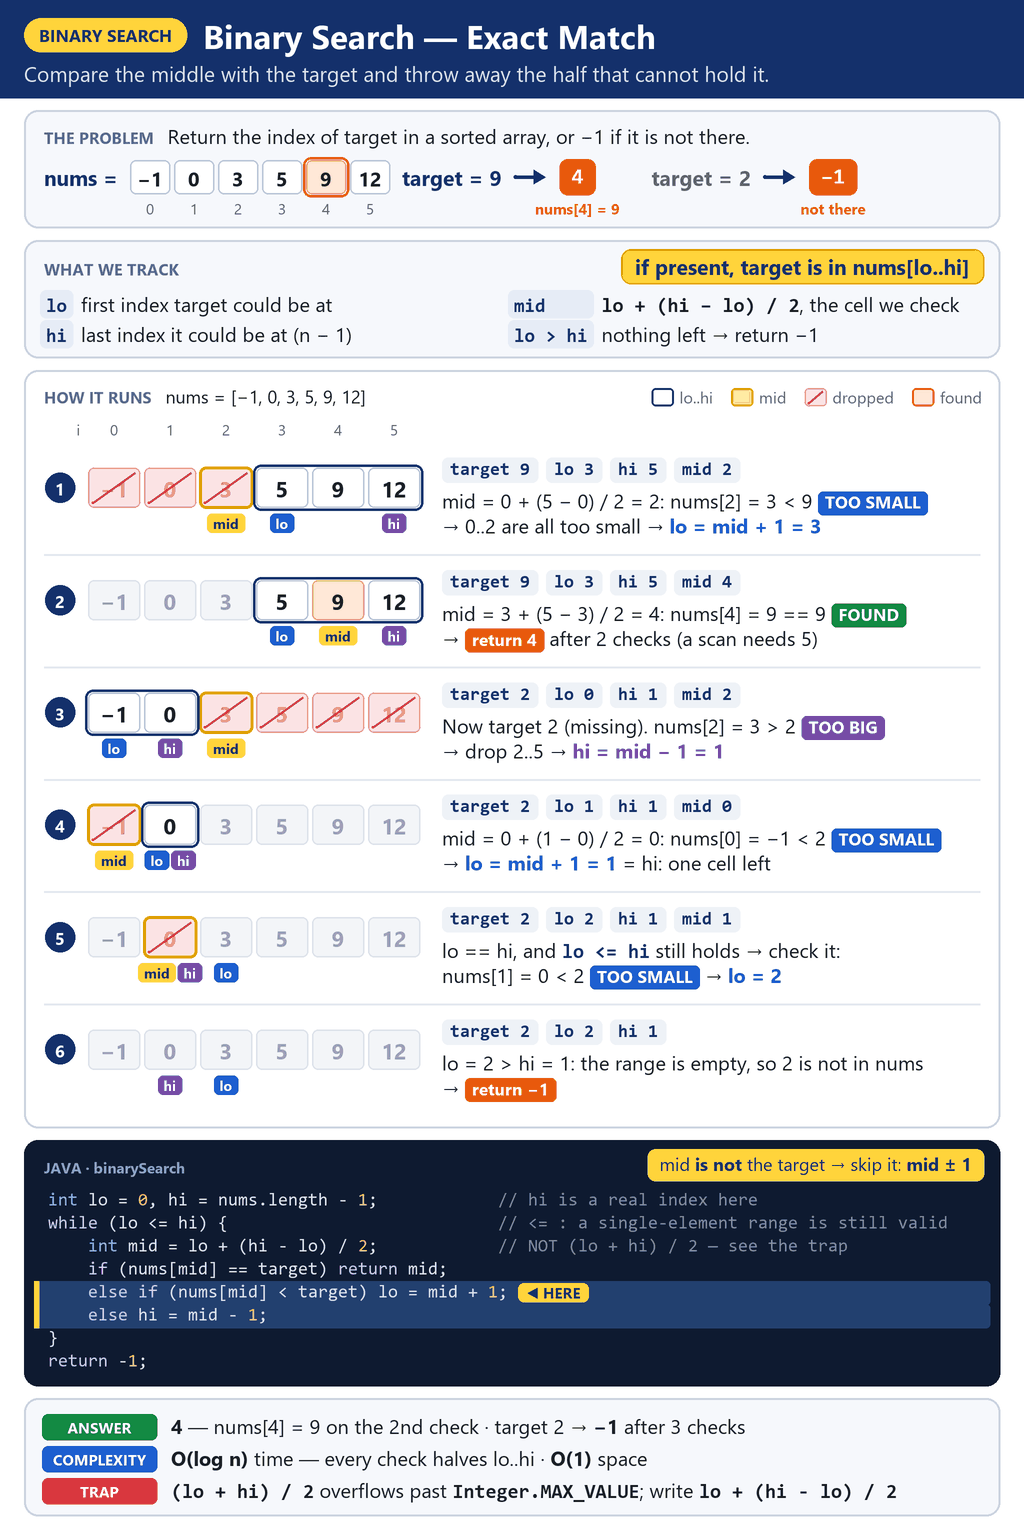 BINARY SEARCH Binary Search — Exact Match
Compare the middle with the target and throw away the half that cannot hold it.
THE PROBLEM Return the index of target in a sorted array, or −1 if it is not there.
nums = −1 0 3 5 9 12 target = 9 → 4 target = 2 → −1
0 1 2 3 4 5 nums[4] = 9 not there
WHAT WE TRACK if present, target is in nums[lo..hi]
lo first index target could be at mid lo + (hi − lo) / 2, the cell we check
hi last index it could be at (n − 1) lo > hi nothing left → return −1
HOW IT RUNS nums = [−1, 0, 3, 5, 9, 12] lo..hi mid dropped found
i 0 1 2 3 4 5
target 9 lo 3 hi 5 mid 2
1 −1 0 3 5 9 12 mid = 0 + (5 − 0) / 2 = 2: nums[2] = 3 < 9 TOO SMALL
mid lo hi → 0..2 are all too small → lo = mid + 1 = 3
target 9 lo 3 hi 5 mid 4
2 −1 0 3 5 9 12 mid = 3 + (5 − 3) / 2 = 4: nums[4] = 9 == 9 FOUND
lo mid hi → return 4 after 2 checks (a scan needs 5)
target 2 lo 0 hi 1 mid 2
3 −1 0 3 5 9 12 Now target 2 (missing). nums[2] = 3 > 2 TOO BIG
lo hi mid → drop 2..5 → hi = mid − 1 = 1
target 2 lo 1 hi 1 mid 0
4 −1 0 3 5 9 12 mid = 0 + (1 − 0) / 2 = 0: nums[0] = −1 < 2 TOO SMALL
mid lo hi → lo = mid + 1 = 1 = hi: one cell left
target 2 lo 2 hi 1 mid 1
5 −1 0 3 5 9 12 lo == hi, and lo <= hi still holds → check it:
mid hi lo nums[1] = 0 < 2 TOO SMALL → lo = 2
target 2 lo 2 hi 1
6 −1 0 3 5 9 12 lo = 2 > hi = 1: the range is empty, so 2 is not in nums
hi lo → return −1
JAVA · binarySearch mid is not the target → skip it: mid ± 1
int lo = 0, hi = nums.length - 1; // hi is a real index here
while (lo <= hi) { // <= : a single-element range is still valid
int mid = lo + (hi - lo) / 2; // NOT (lo + hi) / 2 — see the trap
if (nums[mid] == target) return mid;
else if (nums[mid] < target) lo = mid + 1; ◀ HERE
else hi = mid - 1;
}
return -1;
ANSWER 4 — nums[4] = 9 on the 2nd check · target 2 → −1 after 3 checks
COMPLEXITY O(log n) time — every check halves lo..hi · O(1) space
TRAP (lo + hi) / 2 overflows past Integer.MAX_VALUE; write lo + (hi - lo) / 2